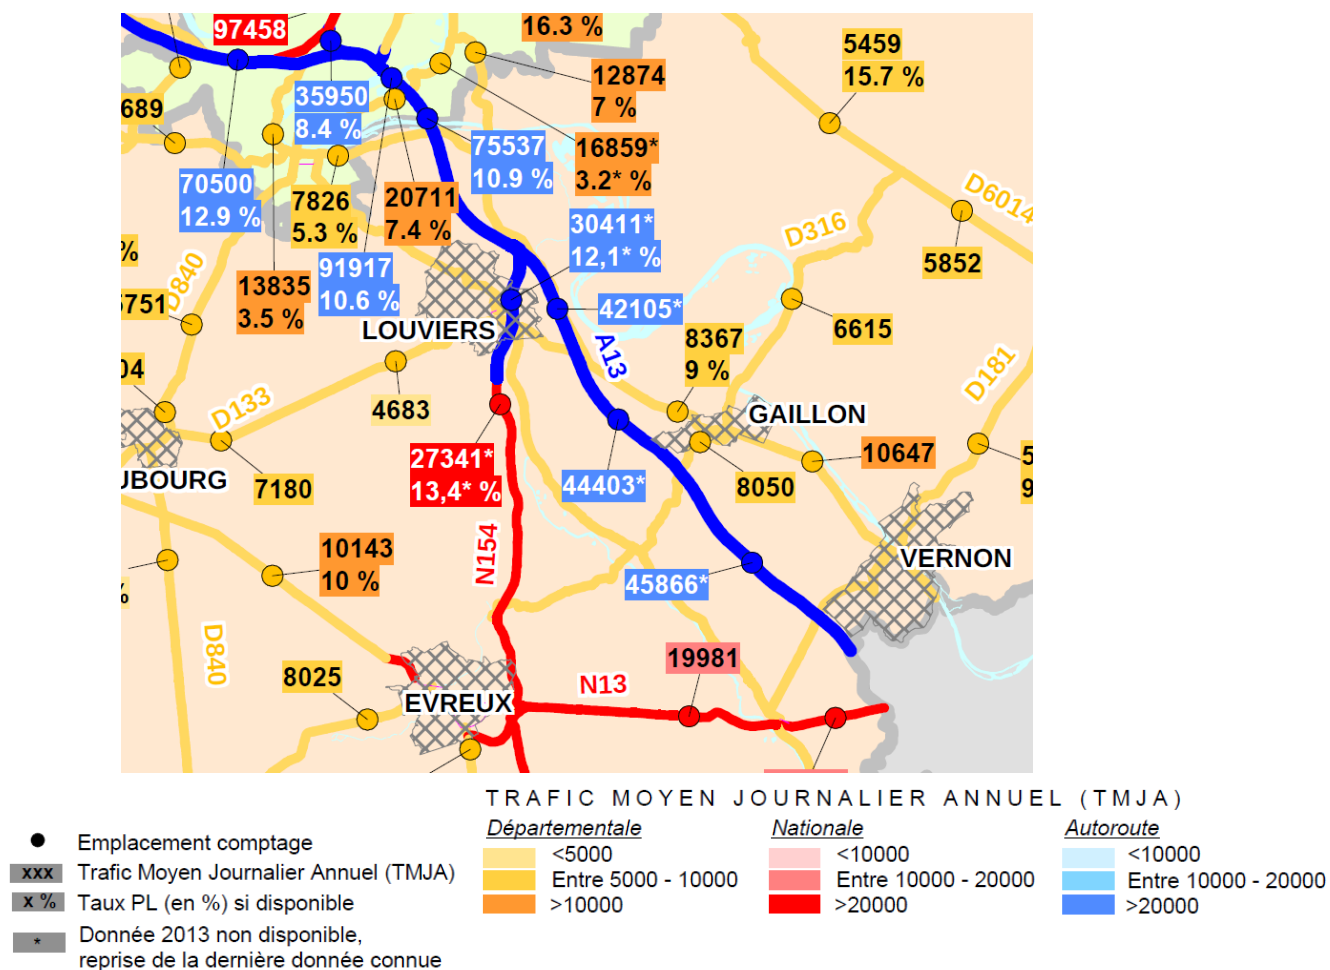 97458
16.3 %
5459
15.7 %
12874
7 %
35950
8.4 %
689
75537
10.9 %
16859*
3.2* %
70500
12.9 %
7826
5.3 %
20711
7.4 %
D6014
30411*
12,1* %
D316
5852
%
91917
10.6 %
D840
13835
3.5 %
5751
42105*
6615
LOUVIERS
A13
8367
9 %
04
D181
D133
4683
GAILLON
27341*
13,4* %
10647
5
9
UBOURG
7180
44403*
8050
10143
10 %
N154
VERNON
45866*
%
D840
19981
8025
N13
EVREUX
TRAFIC MOYEN JOURNALIER ANNUEL (TMJA)
Départementale
<5000
Entre 5000 - 10000
>10000
Nationale
<10000
Entre 10000 - 20000
>20000
Autoroute
<10000
Entre 10000 - 20000
>20000
Emplacement comptage
xxx Trafic Moyen Journalier Annuel (TMJA)
x % Taux PL (en %) si disponible
* Donnée 2013 non disponible,
reprise de la dernière donnée connue